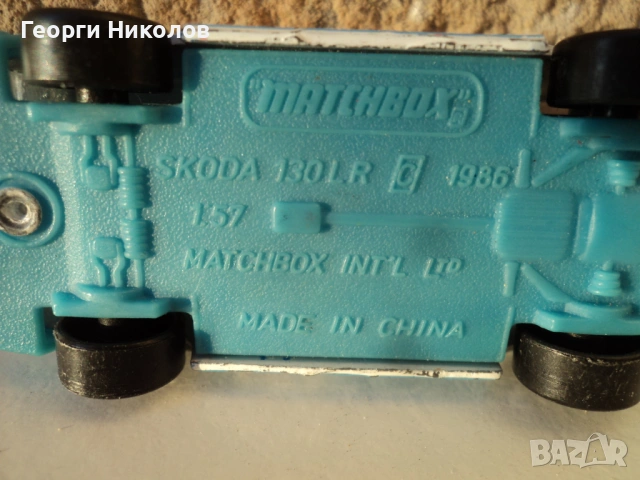 Георги Николов
"MATCHBOX"®
SKODA 130LR © 1986
1:57
MATCHBOX INT'L LTD
MADE IN CHINA
BAZAR